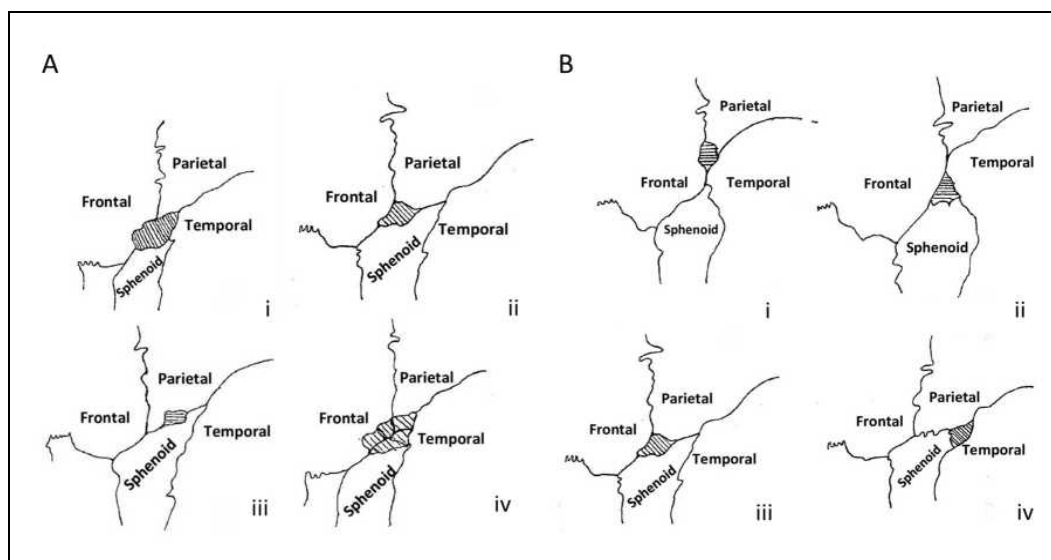 A
Parietal
Frontal
Temporal
Sphenoid
i
Parietal
Frontal
Temporal
Sphenoid
ii
Parietal
Frontal
Temporal
Sphenoid
iii
Parietal
Frontal
Temporal
Sphenoid
iv
B
Parietal
Frontal
Temporal
Sphenoid
i
Parietal
Temporal
Frontal
Sphenoid
ii
Parietal
Frontal
Temporal
Sphenoid
iii
Parietal
Frontal
Temporal
Sphenoid
iv